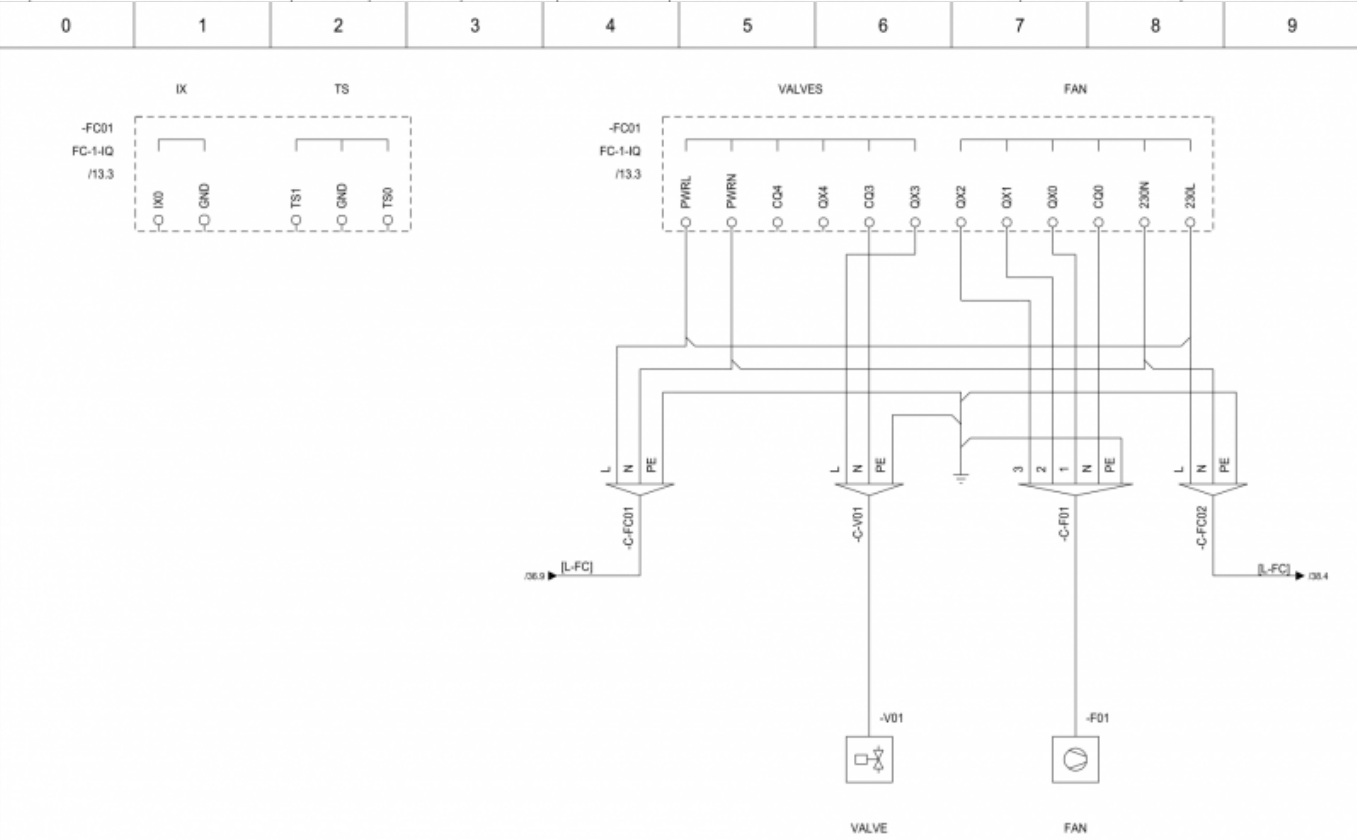 0 1 2 3 4 5 6 7 8 9
IX TS VALVES FAN
-FC01
FC-1-IQ
/13.3
IX0 GND TS1 GND TS0
-FC01
FC-1-IQ
/13.3
PWRL PWRN CQ4 QX4 CQ3 QX3 QX2 QX1 QX0 CQ0 230N 230L
L N PE L N PE 3 2 1 N PE L N PE
-C-FC01 -C-V01 -C-F01 -C-FC02
/36.9 [L-FC] [L-FC] /38.4
-V01 -F01
VALVE FAN